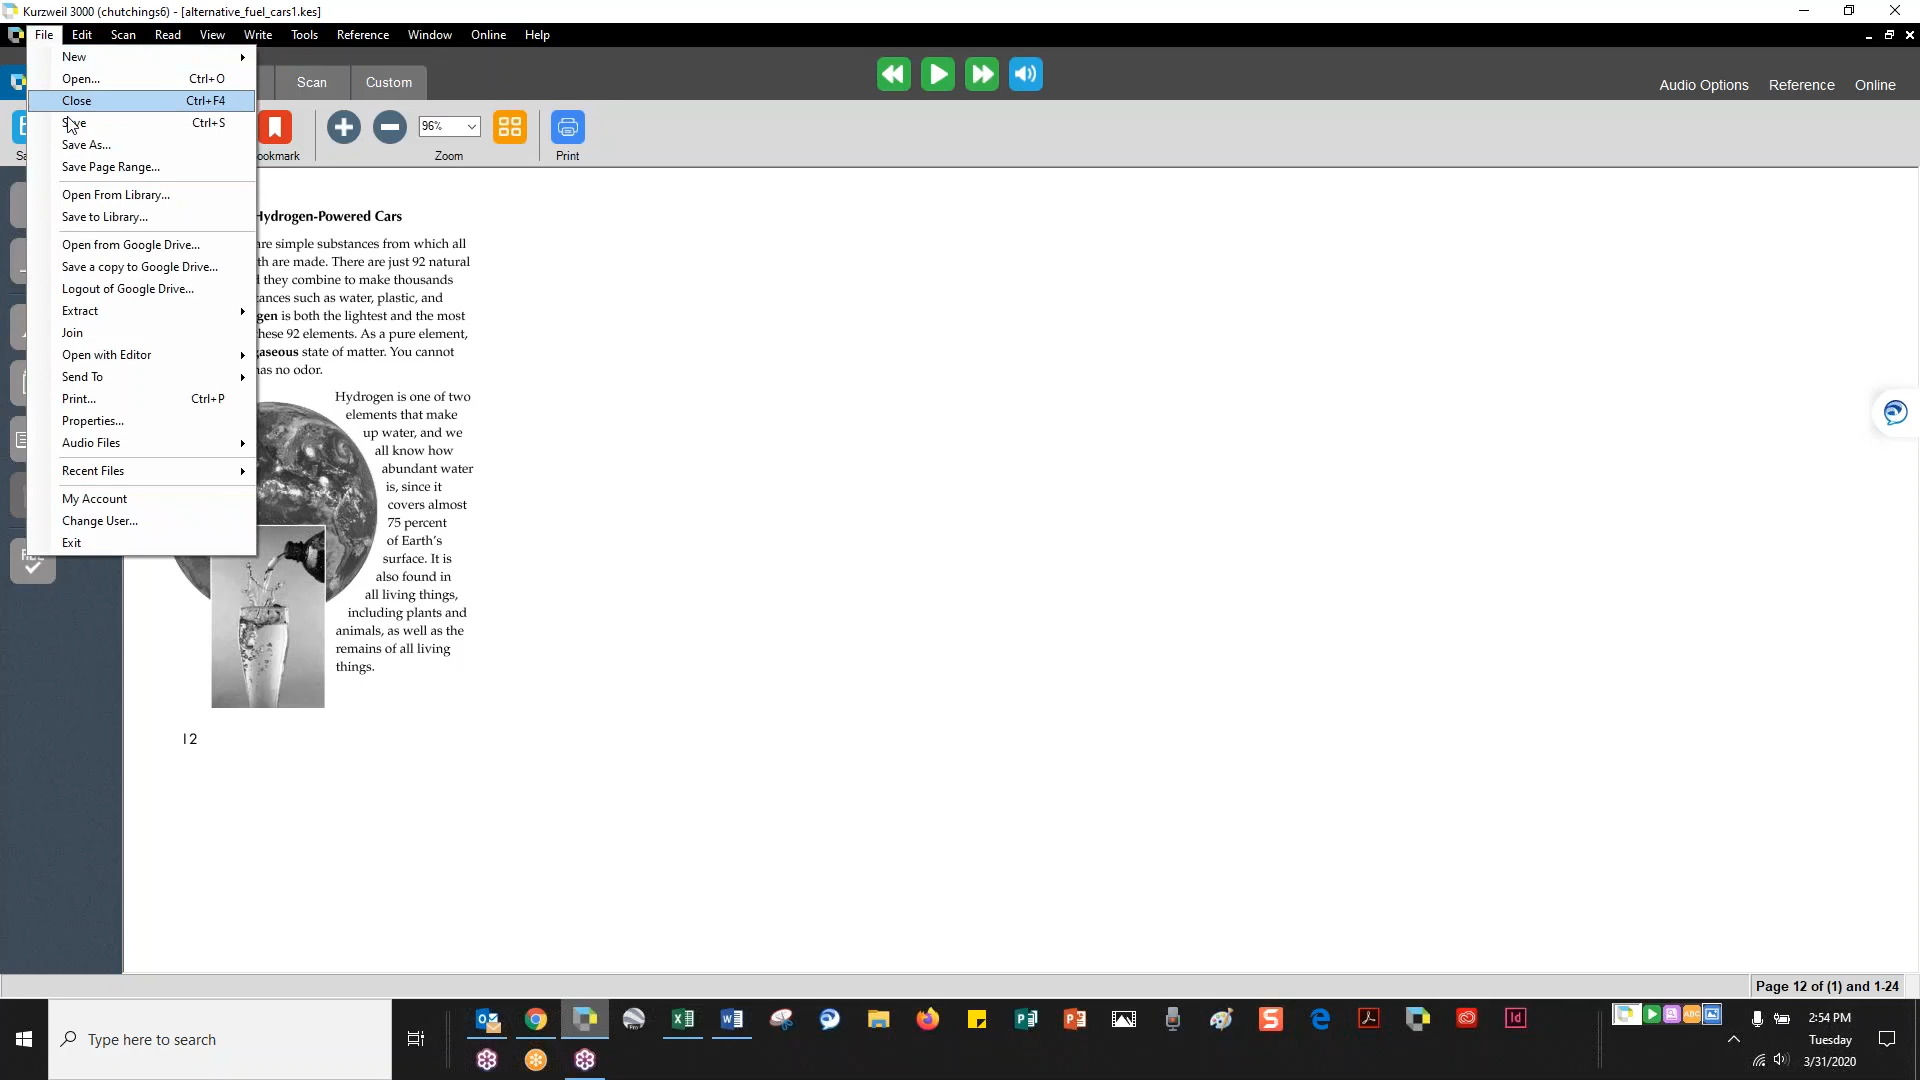 Kurzweil 3000 (chutchings6) - [alternative_fuel_cars1.kes]
File Edit Scan Read View Write Tools Reference Window Online Help
Scan Custom
Audio Options Reference Online
New
Open... Ctrl+O
Close Ctrl+F4
Save Ctrl+S
Save As...
Save Page Range...
Open From Library...
Save to Library...
Open from Google Drive...
Save a copy to Google Drive...
Logout of Google Drive...
Extract
Join
Open with Editor
Send To
Print... Ctrl+P
Properties...
Audio Files
Recent Files
My Account
Change User...
Exit
ookmark
96%
Zoom
Print
Hydrogen-Powered Cars
are simple substances from which all
th are made. There are just 92 natural
they combine to make thousands
tances such as water, plastic, and
gen is both the lightest and the most
hese 92 elements. As a pure element,
gaseous state of matter. You cannot
has no odor.
Hydrogen is one of two
elements that make
up water, and we
all know how
abundant water
is, since it
covers almost
75 percent
of Earth's
surface. It is
also found in
all living things,
including plants and
animals, as well as the
remains of all living
things.
12
Page 12 of (1) and 1-24
Type here to search
2:54 PM
Tuesday
3/31/2020